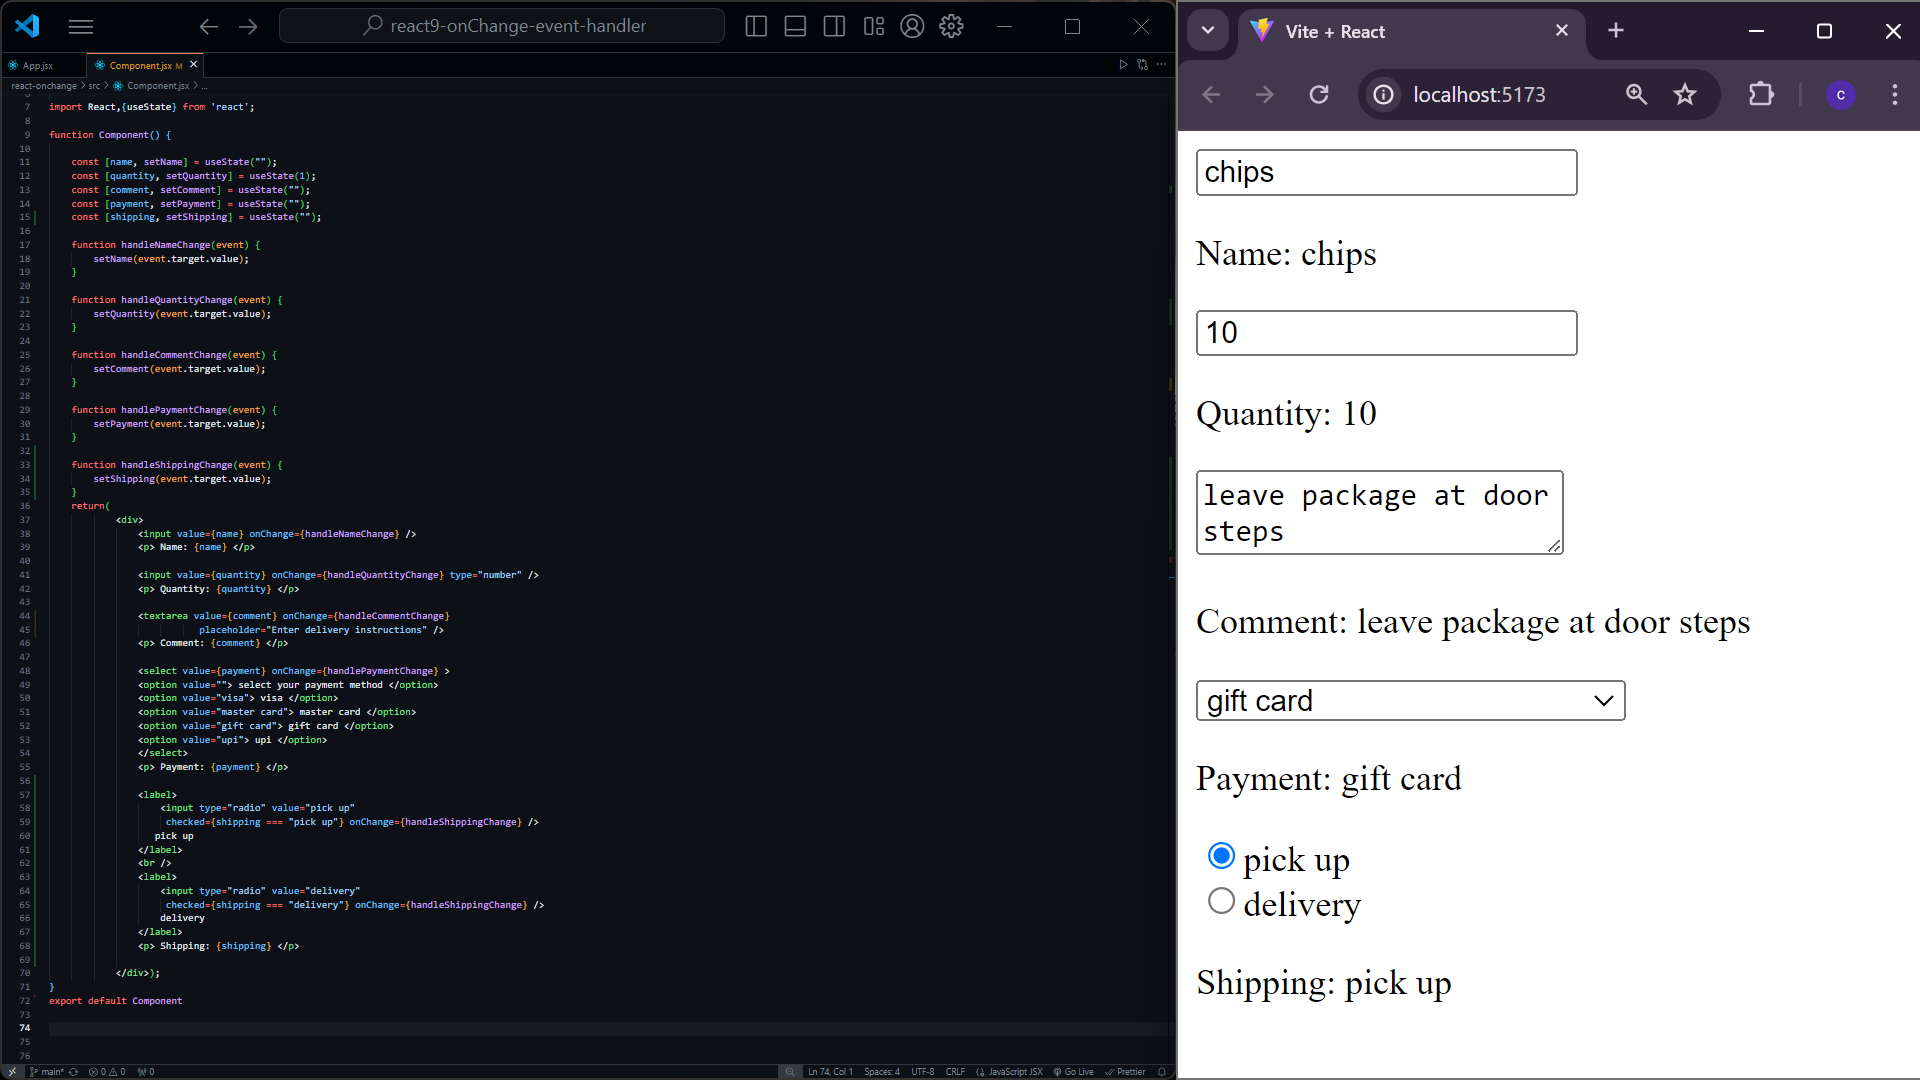 react9-onChange-event-handler
App.jsx
Component.jsx M
react-onchange > src > Component.jsx > ...
6
7 import React,{useState} from 'react';
8
9 function Component() {
10
11 const [name, setName] = useState("");
12 const [quantity, setQuantity] = useState(1);
13 const [comment, setComment] = useState("");
14 const [payment, setPayment] = useState("");
15 const [shipping, setShipping] = useState("");
16
17 function handleNameChange(event) {
18 setName(event.target.value);
19 }
20
21 function handleQuantityChange(event) {
22 setQuantity(event.target.value);
23 }
24
25 function handleCommentChange(event) {
26 setComment(event.target.value);
27 }
28
29 function handlePaymentChange(event) {
30 setPayment(event.target.value);
31 }
32
33 function handleShippingChange(event) {
34 setShipping(event.target.value);
35 }
36 return(
37 <div>
38 <input value={name} onChange={handleNameChange} />
39 <p> Name: {name} </p>
40
41 <input value={quantity} onChange={handleQuantityChange} type="number" />
42 <p> Quantity: {quantity} </p>
43
44 <textarea value={comment} onChange={handleCommentChange}
45 placeholder="Enter delivery instructions" />
46 <p> Comment: {comment} </p>
47
48 <select value={payment} onChange={handlePaymentChange} >
49 <option value=""> select your payment method </option>
50 <option value="visa"> visa </option>
51 <option value="master card"> master card </option>
52 <option value="gift card"> gift card </option>
53 <option value="upi"> upi </option>
54 </select>
55 <p> Payment: {payment} </p>
56
57 <label>
58 <input type="radio" value="pick up"
59 checked={shipping === "pick up"} onChange={handleShippingChange} />
60 pick up
61 </label>
62 <br />
63 <label>
64 <input type="radio" value="delivery"
65 checked={shipping === "delivery"} onChange={handleShippingChange} />
66 delivery
67 </label>
68 <p> Shipping: {shipping} </p>
69
70 </div>);
71 }
72 export default Component
73
74
75
76
main* 0 0 0 Ln 74, Col 1 Spaces: 4 UTF-8 CRLF JavaScript JSX Go Live Prettier
Vite + React
localhost:5173
c
chips
Name: chips
10
Quantity: 10
leave package at door
steps
Comment: leave package at door steps
gift card
Payment: gift card
pick up
delivery
Shipping: pick up